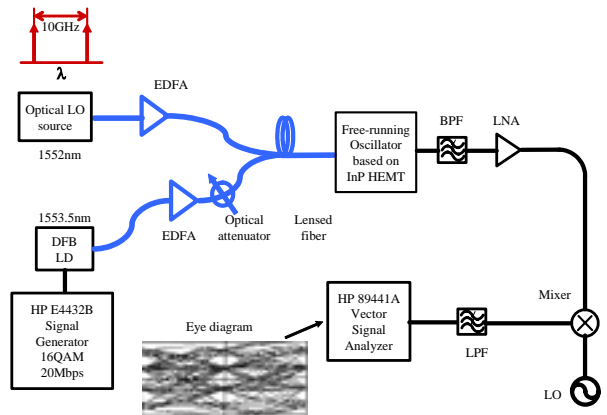 10GHz
λ
EDFA
Optical LO
source
1552nm
Free-running
Oscillator
based on
InP HEMT
BPF
LNA
1553.5nm
DFB
LD
EDFA
Optical
attenuator
Lensed
fiber
HP E4432B
Signal
Generator
16QAM
20Mbps
Eye diagram
HP 89441A
Vector
Signal
Analyzer
LPF
Mixer
LO